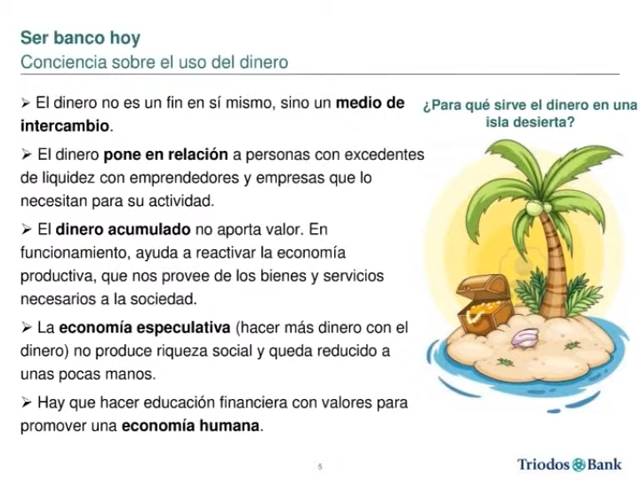 Ser banco hoy
Conciencia sobre el uso del dinero
➢ El dinero no es un fin en sí mismo, sino un medio de
intercambio.
➢ El dinero pone en relación a personas con excedentes
de liquidez con emprendedores y empresas que lo
necesitan para su actividad.
➢ El dinero acumulado no aporta valor. En
funcionamiento, ayuda a reactivar la economía
productiva, que nos provee de los bienes y servicios
necesarios a la sociedad.
➢ La economía especulativa (hacer más dinero con el
dinero) no produce riqueza social y queda reducido a
unas pocas manos.
➢ Hay que hacer educación financiera con valores para
promover una economía humana.
¿Para qué sirve el dinero en una
isla desierta?
5
Triodos Bank